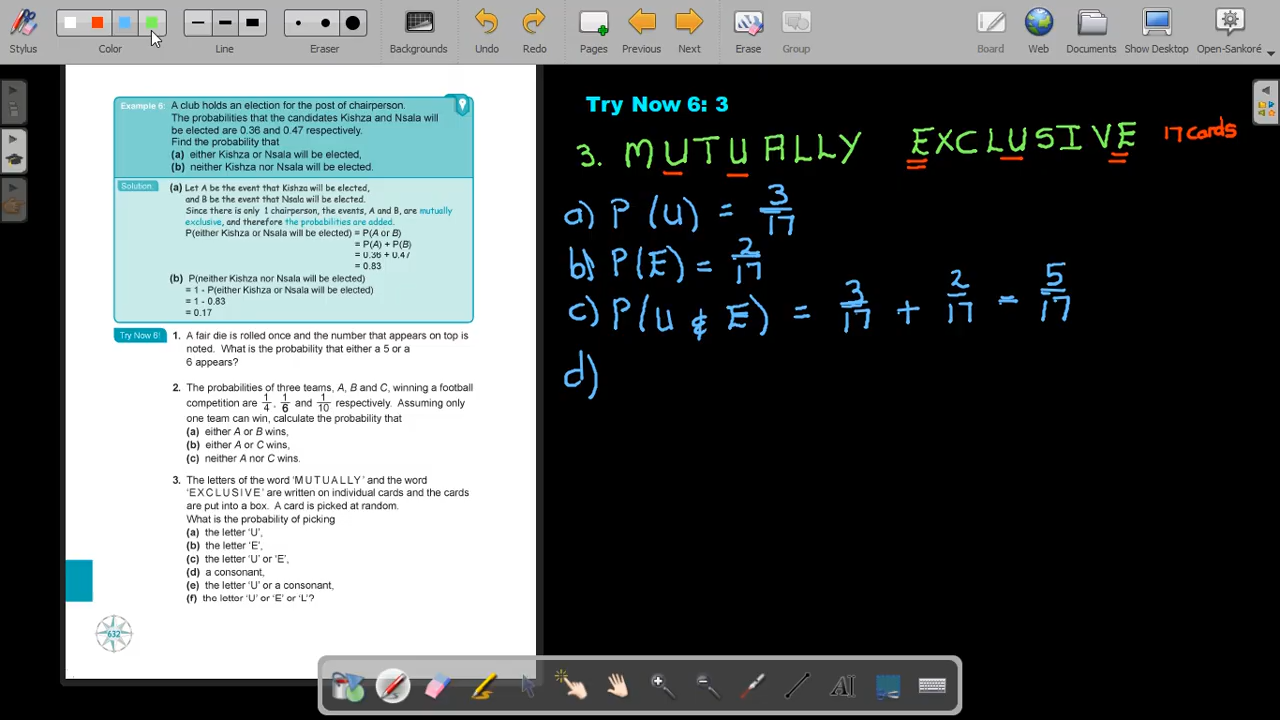 Stylus Color Line Eraser Backgrounds Undo Redo Pages Previous Next Erase Group Board Web Documents Show Desktop Open-Sankoré
Example 6: A club holds an election for the post of chairperson.
The probabilities that the candidates Kishza and Nsala will
be elected are 0.36 and 0.47 respectively.
Find the probability that
(a) either Kishza or Nsala will be elected,
(b) neither Kishza nor Nsala will be elected.
Solution
(a) Let A be the event that Kishza will be elected,
and B be the event that Nsala will be elected.
Since there is only 1 chairperson, the events, A and B, are mutually
exclusive, and therefore the probabilities are added.
P(either Kishza or Nsala will be elected) = P(A or B)
= P(A) + P(B)
= 0.36 + 0.47
= 0.83
(b) P(neither Kishza nor Nsala will be elected)
= 1 - P(either Kishza or Nsala will be elected)
= 1 - 0.83
= 0.17
Try Now 6! 1. A fair die is rolled once and the number that appears on top is
noted. What is the probability that either a 5 or a
6 appears?
2. The probabilities of three teams, A, B and C, winning a football
competition are 1/4, 1/6 and 1/10 respectively. Assuming only
one team can win, calculate the probability that
(a) either A or B wins,
(b) either A or C wins,
(c) neither A nor C wins.
3. The letters of the word 'M U T U A L L Y' and the word
'E X C L U S I V E' are written on individual cards and the cards
are put into a box. A card is picked at random.
What is the probability of picking
(a) the letter 'U',
(b) the letter 'E',
(c) the letter 'U' or 'E',
(d) a consonant,
(e) the letter 'U' or a consonant,
(f) the letter 'U' or 'E' or 'L'?
632
Try Now 6: 3
3. MUTUALLY EXCLUSIVE 17 cards
a) P (U) = 3/17
b) P(E) = 2/17
c) P(U & E) = 3/17 + 2/17 = 5/17
d)